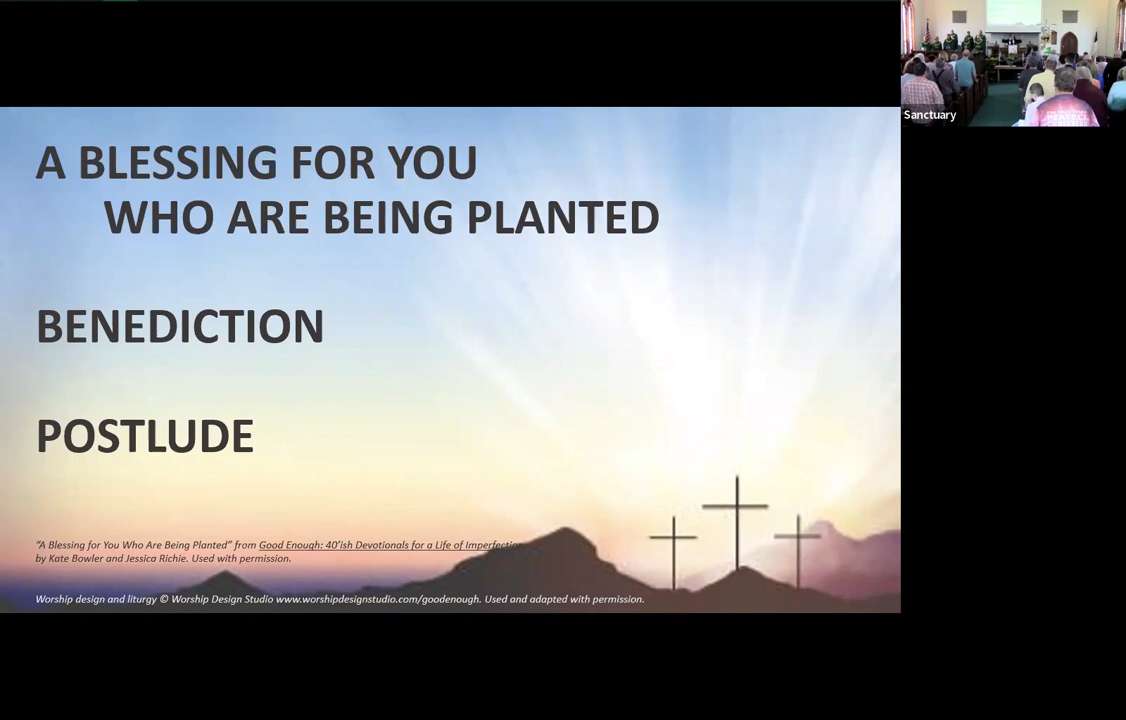 A BLESSING FOR YOU
WHO ARE BEING PLANTED
BENEDICTION
POSTLUDE
“A Blessing for You Who Are Being Planted” from Good Enough: 40’ish Devotionals for a Life of Imperfection
by Kate Bowler and Jessica Richie. Used with permission.
Worship design and liturgy © Worship Design Studio www.worshipdesignstudio.com/goodenough. Used and adapted with permission.
Sanctuary
PERFECT